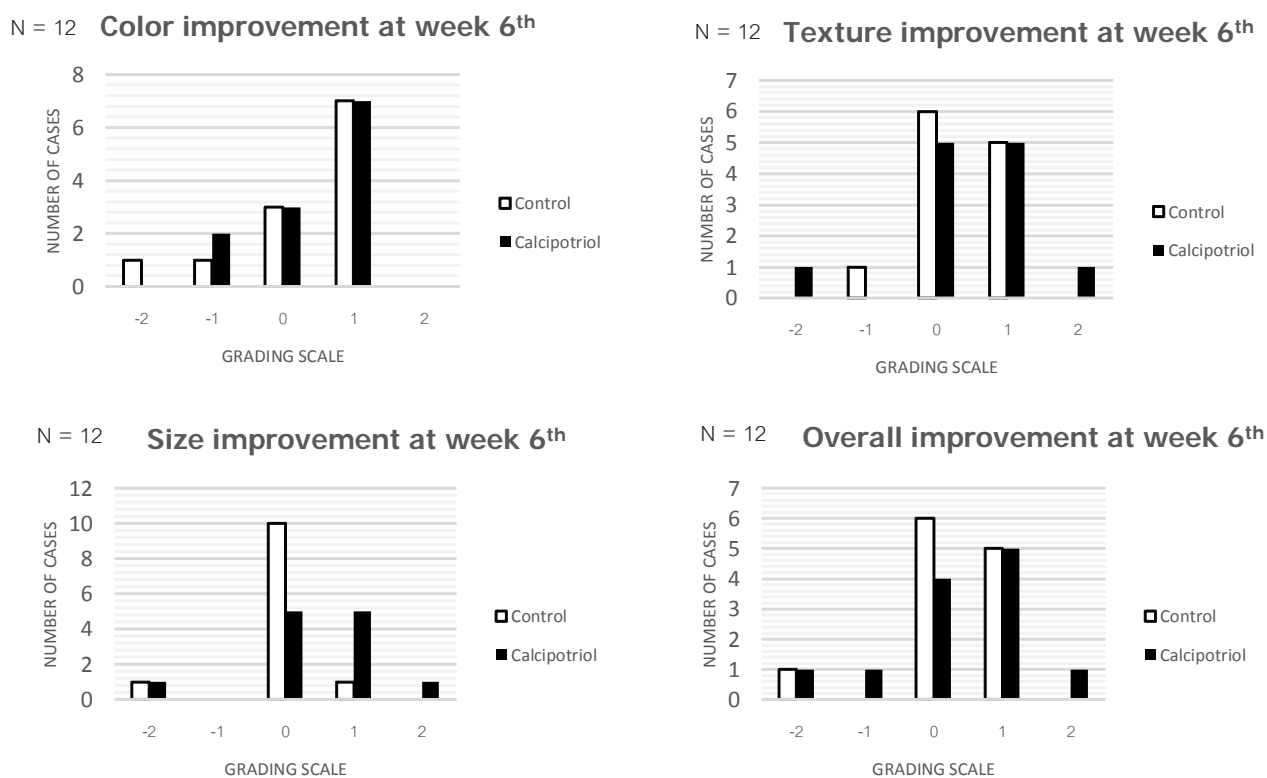 N = 12 Color improvement at week 6th
8
6
4
2
0
NUMBER OF CASES
-2 -1 0 1 2
GRADING SCALE
Control
Calcipotriol
N = 12 Texture improvement at week 6th
7
6
5
4
3
2
1
0
NUMBER OF CASES
-2 -1 0 1 2
GRADING SCALE
Control
Calcipotriol
N = 12 Size improvement at week 6th
12
10
8
6
4
2
0
NUMBER OF CASES
-2 -1 0 1 2
GRADING SCALE
Control
Calcipotriol
N = 12 Overall improvement at week 6th
7
6
5
4
3
2
1
0
NUMBER OF CASES
-2 -1 0 1 2
GRADING SCALE
Control
Calcipotriol